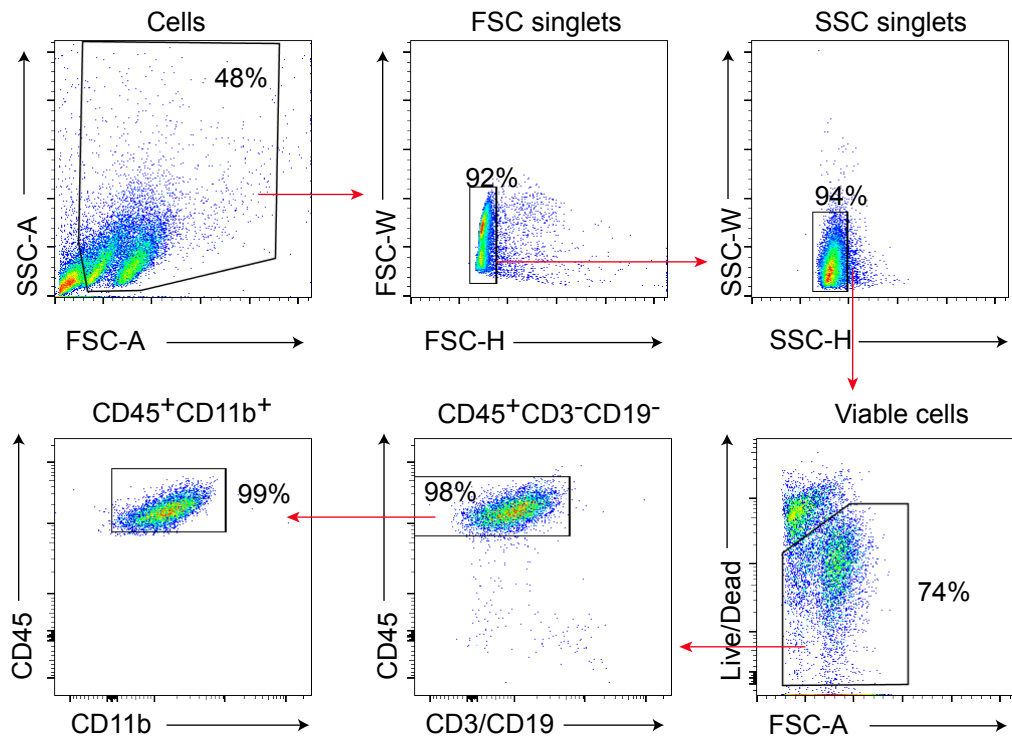 Cells
FSC singlets
SSC singlets
48%
92%
94%
SSC-A
FSC-W
SSC-W
FSC-A
FSC-H
SSC-H
CD45⁺CD11b⁺
CD45⁺CD3⁻CD19⁻
Viable cells
99%
98%
74%
CD45
CD45
Live/Dead
CD11b
CD3/CD19
FSC-A